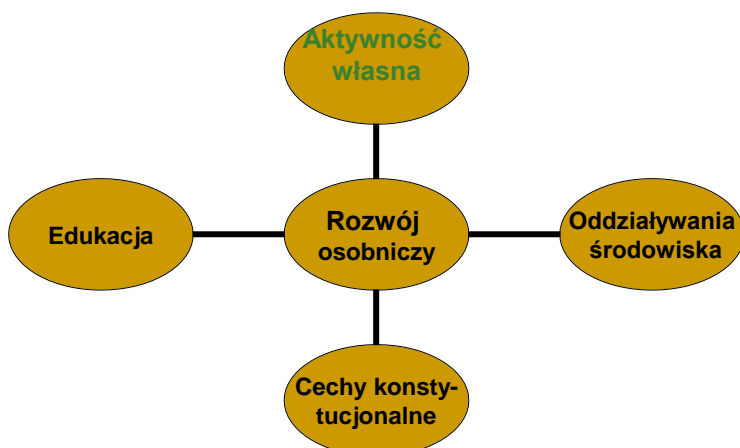 Aktywność
własna
Edukacja
Rozwój
osobniczy
Oddziaływania
środowiska
Cechy konsty-
tucjonalne